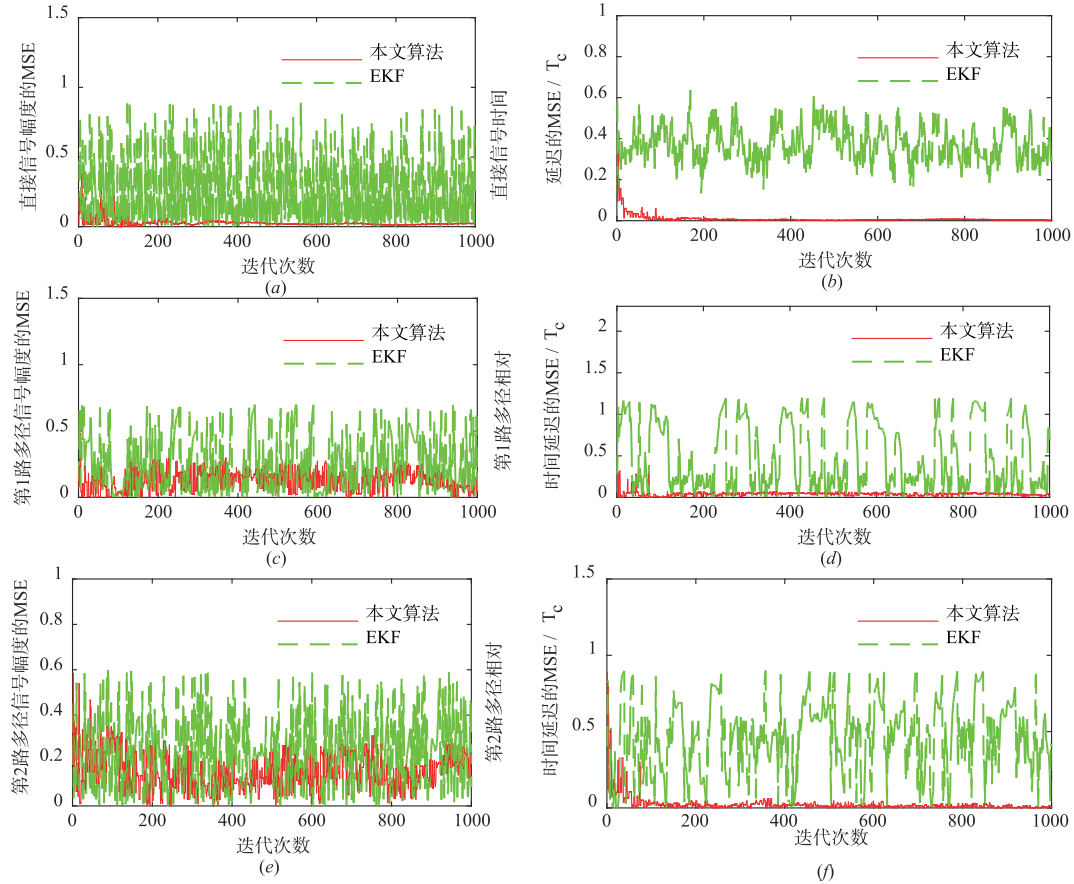 直接信号幅度的MSE
1.5
1
0.5
0
本文算法
EKF
0 200 400 600 800 1000
迭代次数
(a)
直接信号时间
延迟的MSE / Tc
1
0.8
0.6
0.4
0.2
0
本文算法
EKF
0 200 400 600 800 1000
迭代次数
(b)
第1路多径信号幅度的MSE
1.5
1
0.5
0
本文算法
EKF
0 200 400 600 800 1000
迭代次数
(c)
第1路多径相对
时间延迟的MSE / Tc
2
1.5
1
0.5
0
本文算法
EKF
0 200 400 600 800 1000
迭代次数
(d)
第2路多径信号幅度的MSE
1
0.8
0.6
0.4
0.2
0
本文算法
EKF
0 200 400 600 800 1000
迭代次数
(e)
第2路多径相对
时间延迟的MSE / Tc
1.5
1
0.5
0
本文算法
EKF
0 200 400 600 800 1000
迭代次数
(f)